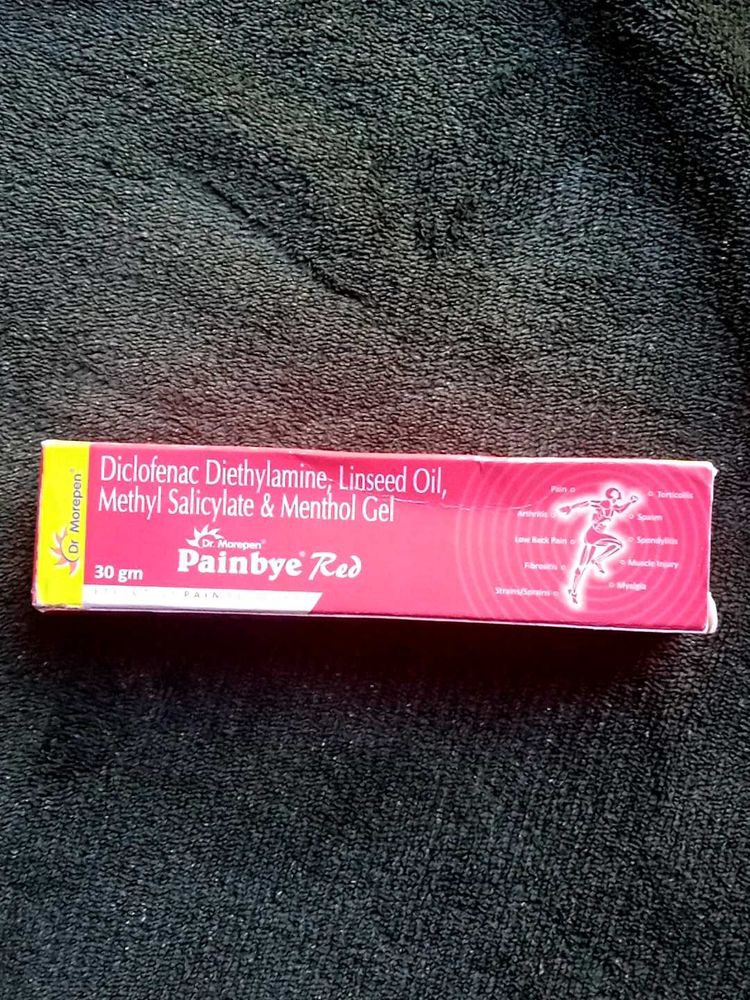 Dr. Morepen®
Diclofenac Diethylamine, Linseed Oil,
Methyl Salicylate & Menthol Gel
Dr. Morepen®
Painbye® Red
30 gm
PAIN
Pain
Arthritis
Low Back Pain
Fibrositis
Strains/Sprains
Torticollis
Spasm
Spondylitis
Muscle Injury
Myalgia